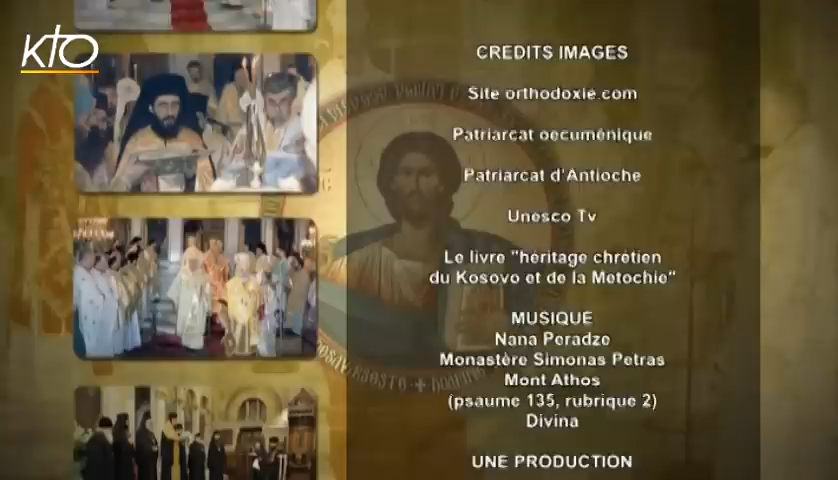 KTO
CREDITS IMAGES
Site orthodoxie.com
Patriarcat oecuménique
Patriarcat d'Antioche
Unesco Tv
Le livre "héritage chrétien
du Kosovo et de la Metochie"
MUSIQUE
Nana Peradze
Monastère Simonas Petras
Mont Athos
(psaume 135, rubrique 2)
Divina
UNE PRODUCTION